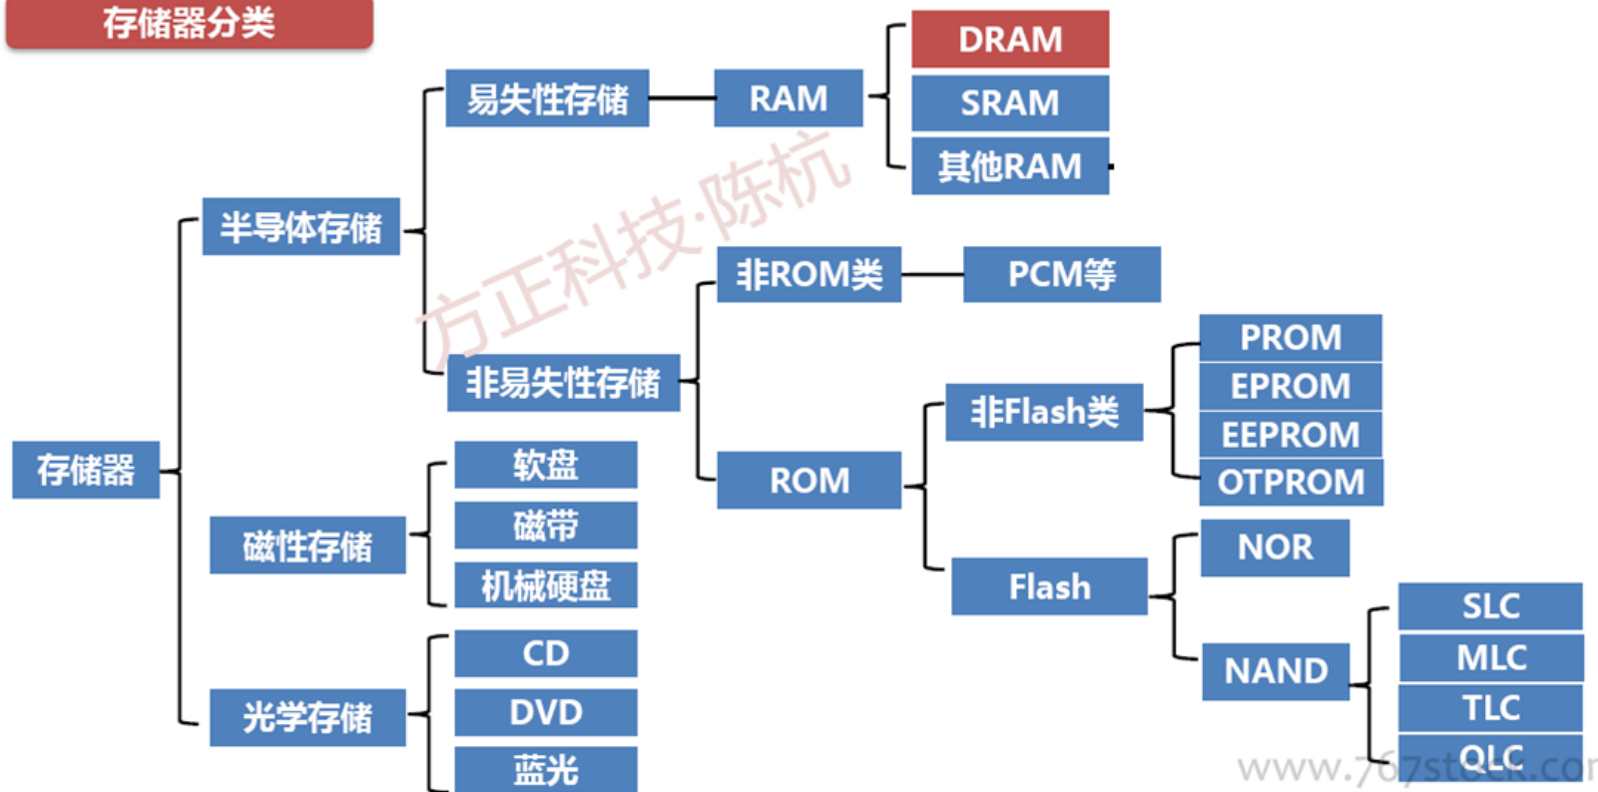 存储器分类
存储器
半导体存储
易失性存储
RAM
DRAM
SRAM
其他RAM
非易失性存储
非ROM类
PCM等
ROM
非Flash类
PROM
EPROM
EEPROM
OTPROM
Flash
NOR
NAND
SLC
MLC
TLC
QLC
磁性存储
软盘
磁带
机械硬盘
光学存储
CD
DVD
蓝光
方正科技·陈杭
www.767stock.com